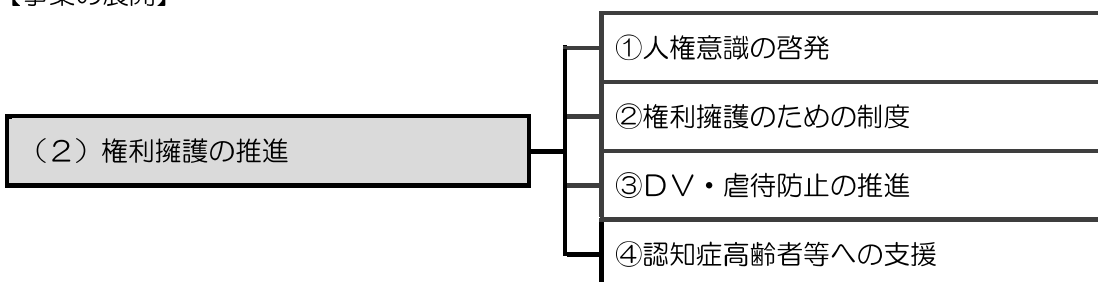 【事業の展開】
（２）権利擁護の推進
①人権意識の啓発
②権利擁護のための制度
③ＤＶ・虐待防止の推進
④認知症高齢者等への支援